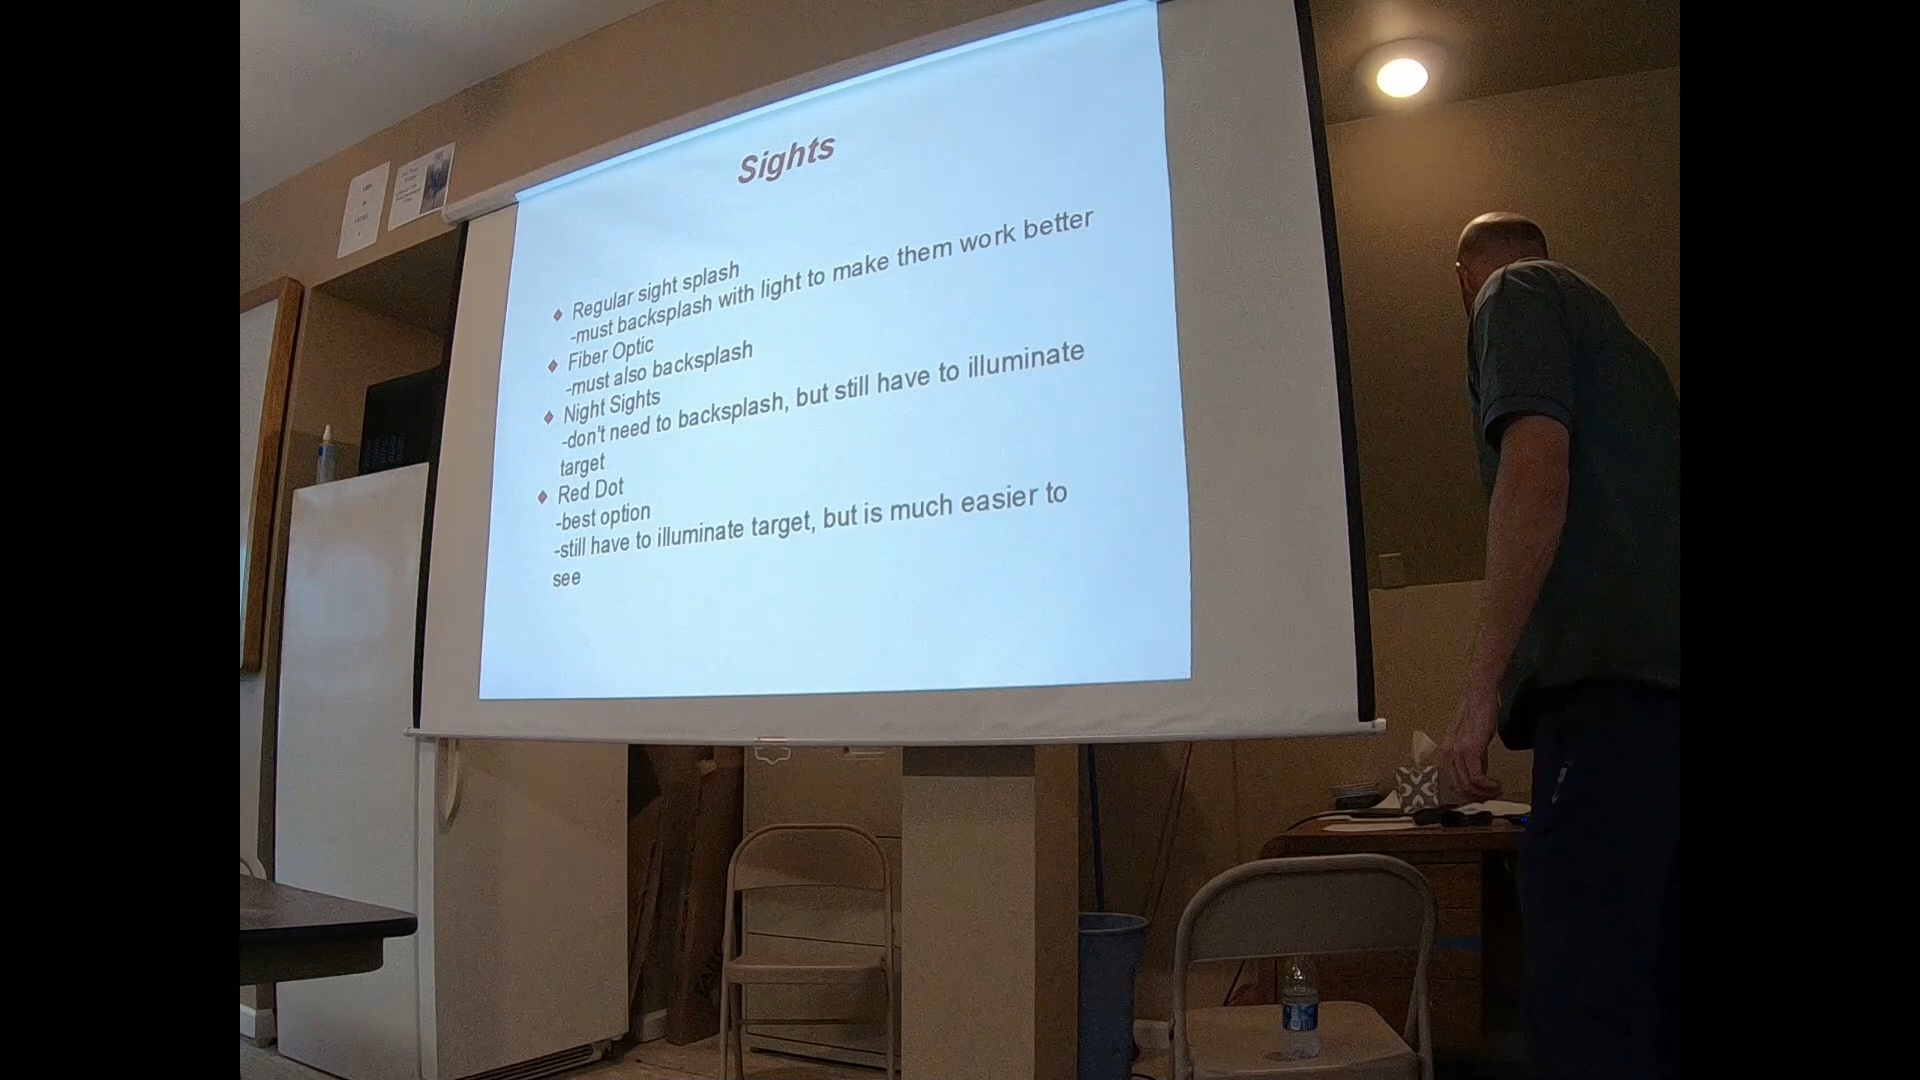 Sights
Regular sight splash
-must backsplash with light to make them work better
Fiber Optic
-must also backsplash
Night Sights
-don't need to backsplash, but still have to illuminate
target
Red Dot
-best option
-still have to illuminate target, but is much easier to
see